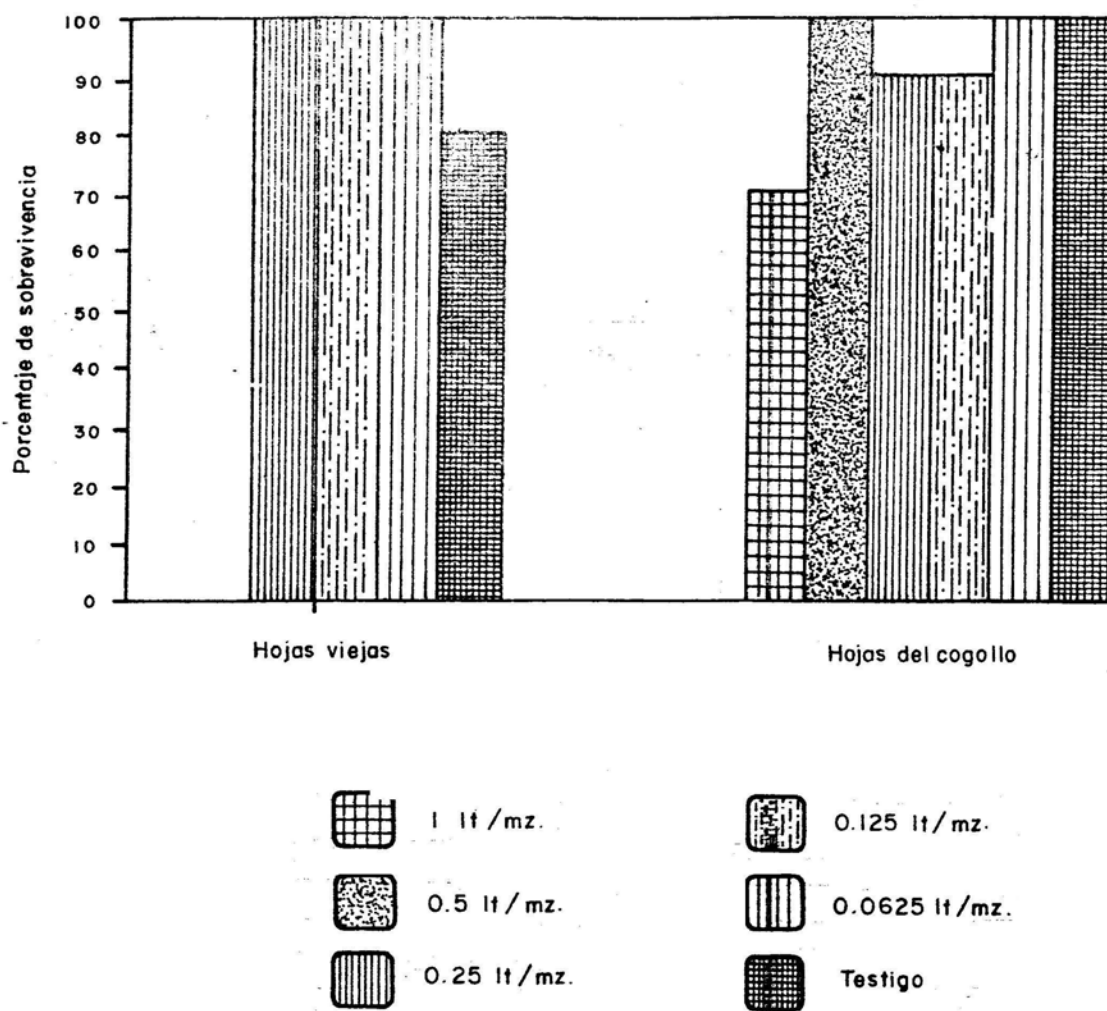 Porcentaje de sobrevivencia
100
90
80
70
60
50
40
30
20
10
0
Hojas viejas
Hojas del cogollo
1 lt/mz.
0.5 lt/mz.
0.25 lt/mz.
0.125 lt/mz.
0.0625 lt/mz.
Testigo